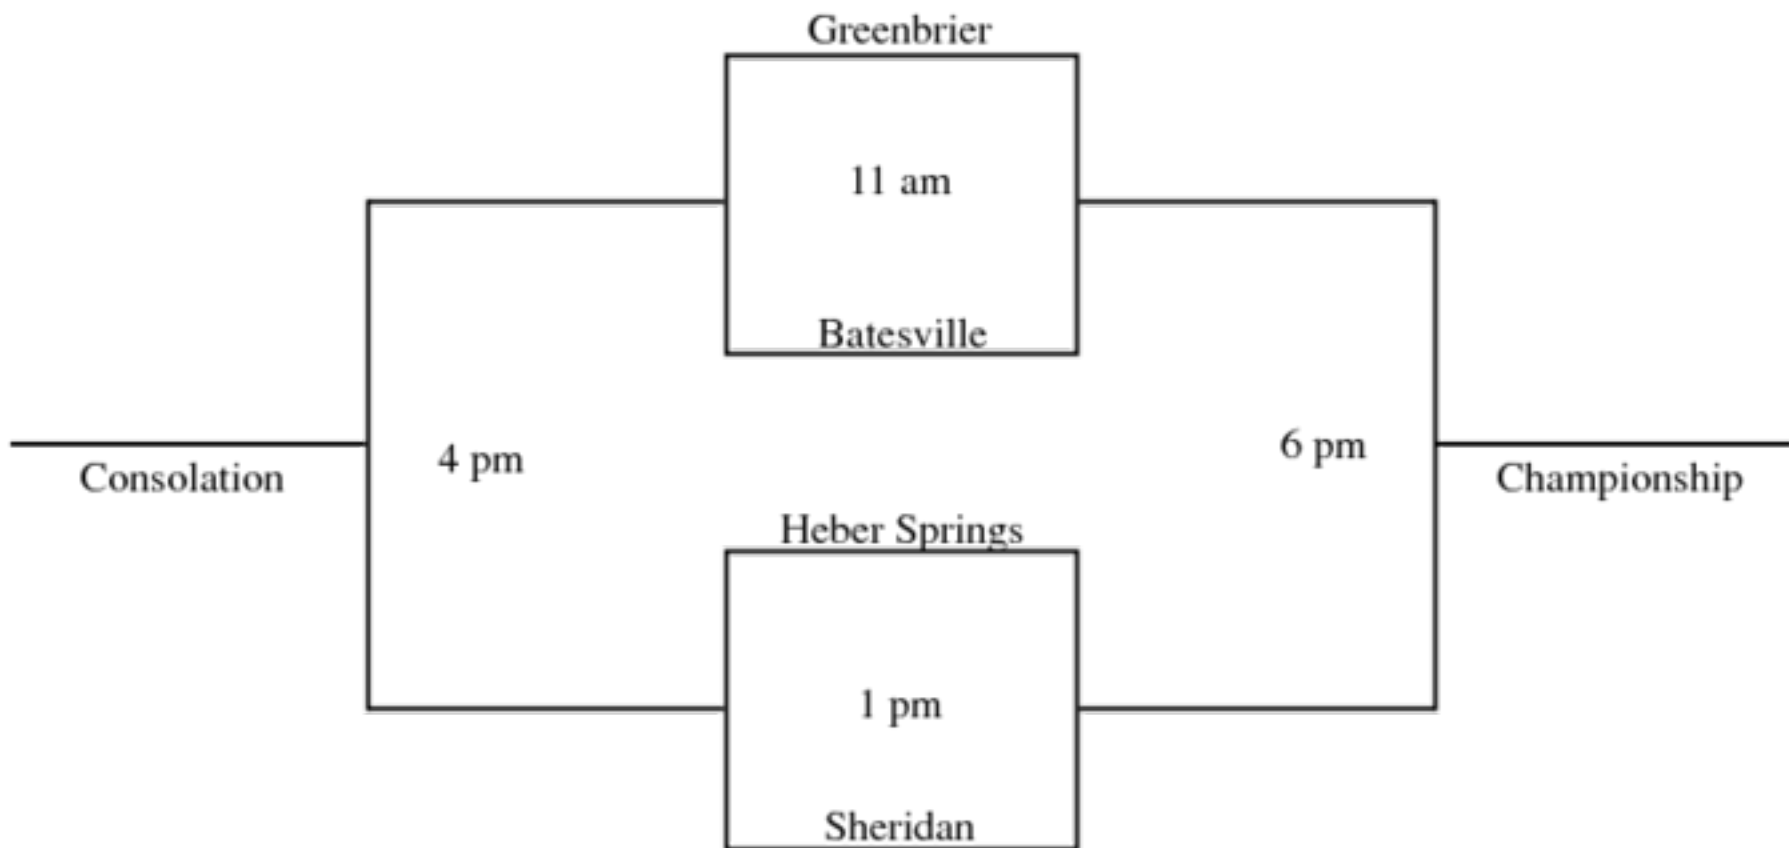 Greenbrier
11 am
Batesville
4 pm
6 pm
Consolation
Championship
Heber Springs
1 pm
Sheridan